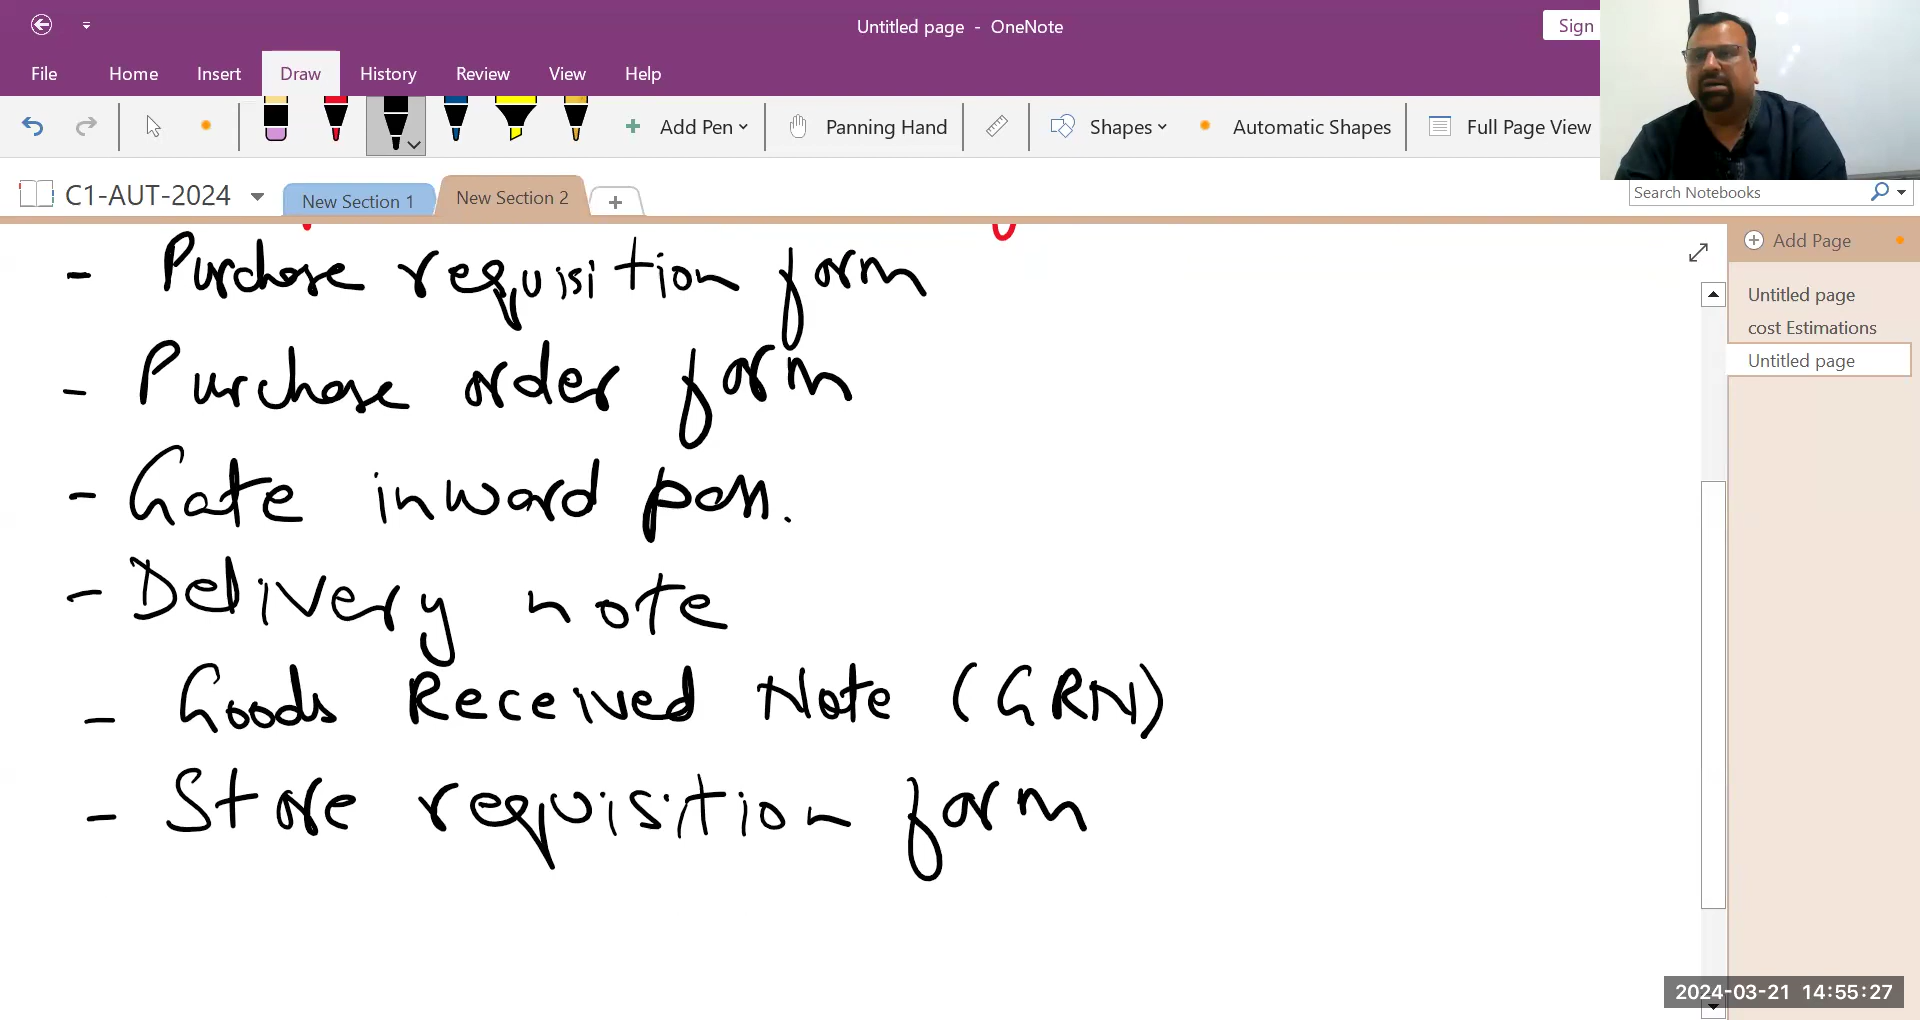 Untitled page - OneNote
Sign
File Home Insert Draw History Review View Help
Add Pen Panning Hand Shapes Automatic Shapes Full Page View
C1-AUT-2024 New Section 1 New Section 2
Search Notebooks
Add Page
Untitled page
cost Estimations
Untitled page
- Purchase requisition form
- Purchase order form
- Gate inward pass.
- Delivery note
- Goods Received Note (GRN)
- Store requisition form
2024-03-21 14:55:27